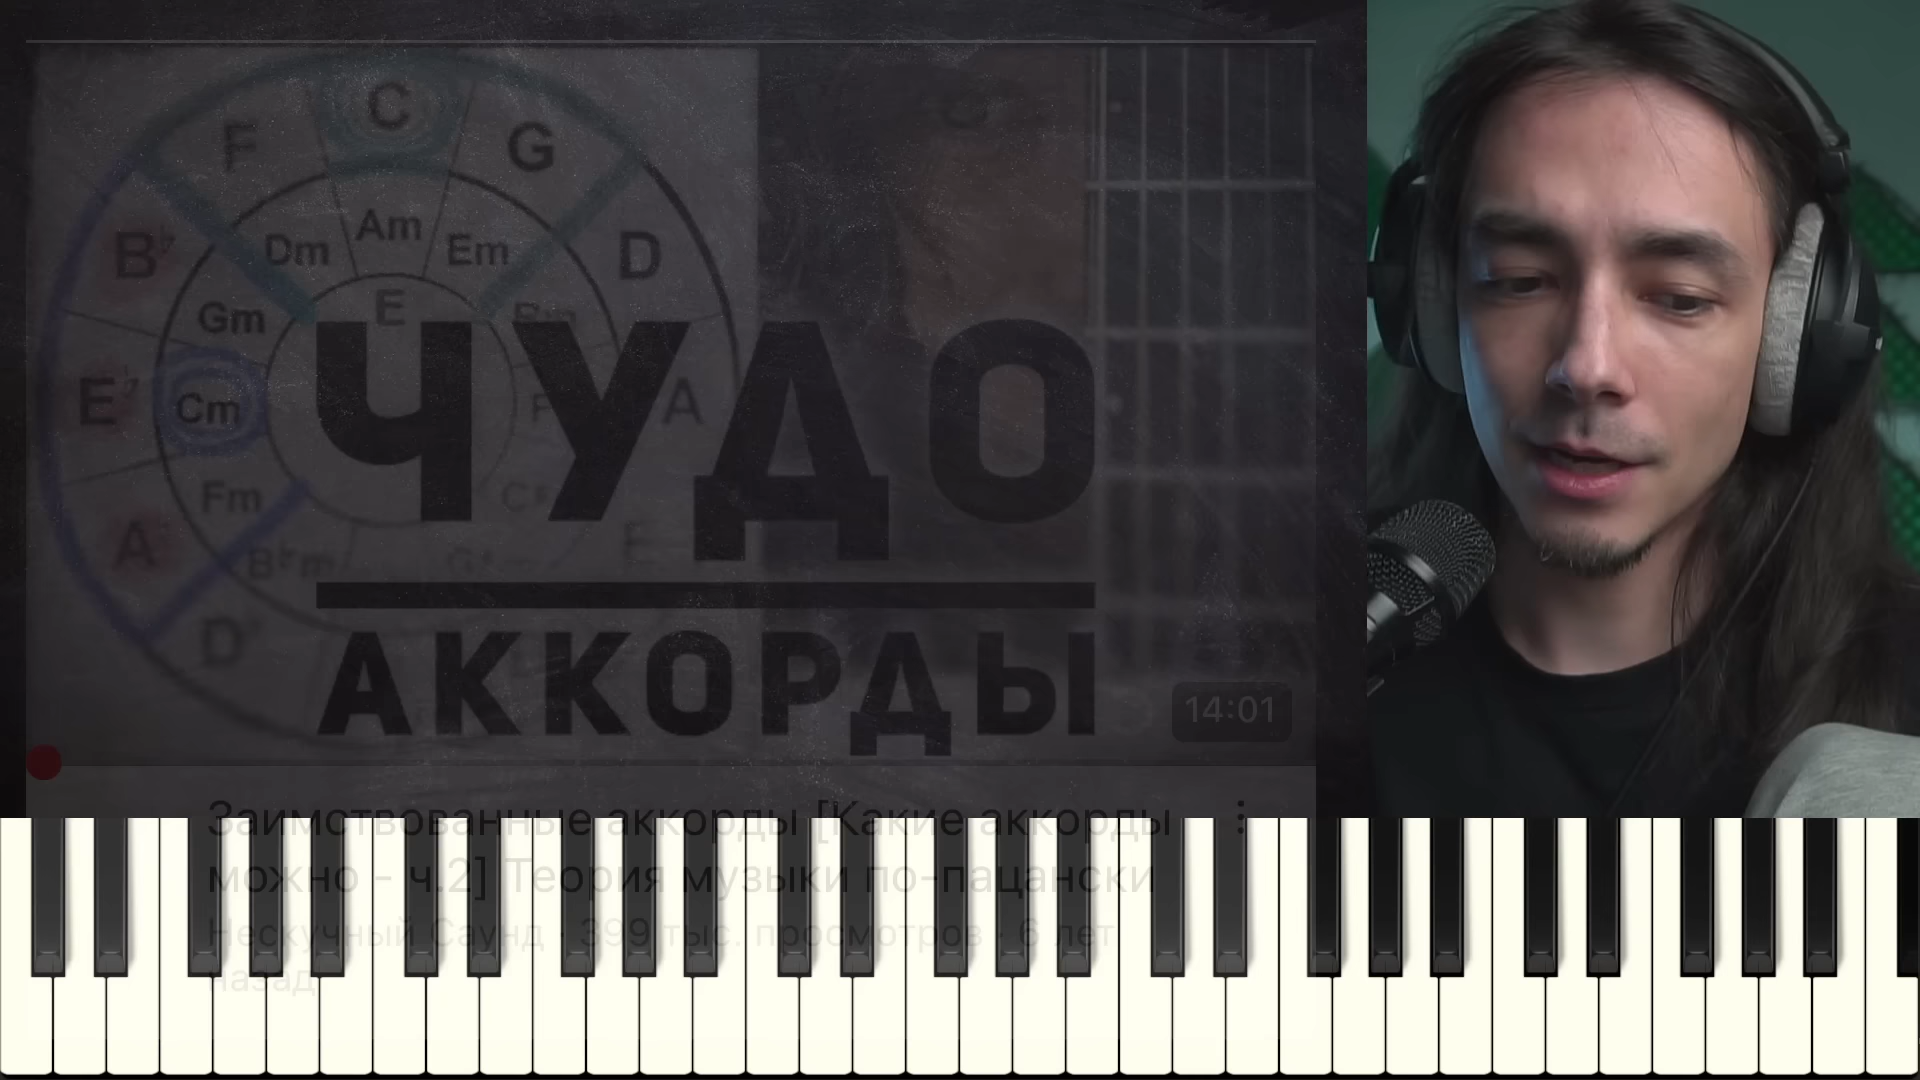 C
F
G
Am
B♭
Dm
Em
D
E
Gm
E♭
Cm
A
ЧУДО
Fm
A♭
B♭m
D♭
АККОРДЫ
14:01
Заимствованные аккорды [Какие аккорды
можно - ч.2] Теория музыки по-пацански
Нескучный Саунд · 399 тыс. просмотров · 6 лет
назад